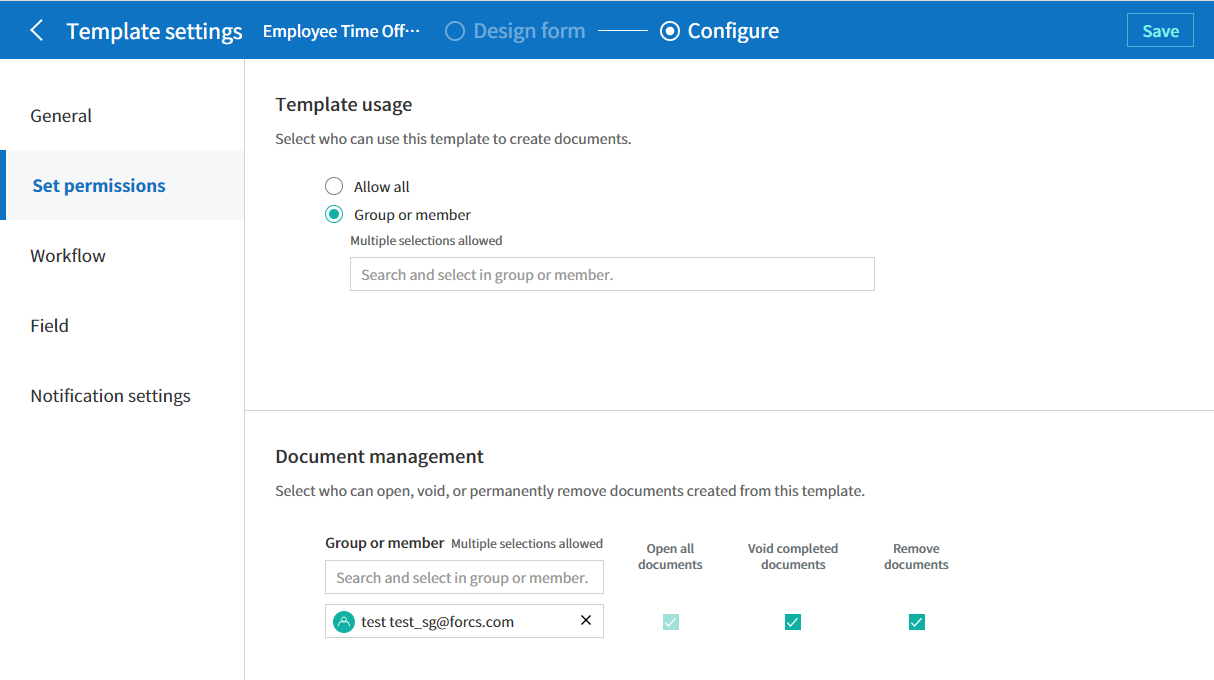 Template settings Employee Time Off··· Design form Configure Save
General
Set permissions
Workflow
Field
Notification settings
Template usage
Select who can use this template to create documents.
Allow all
Group or member
Multiple selections allowed
Search and select in group or member.
Document management
Select who can open, void, or permanently remove documents created from this template.
Group or member Multiple selections allowed
Open all
documents
Void completed
documents
Remove
documents
Search and select in group or member.
test test_sg@forcs.com